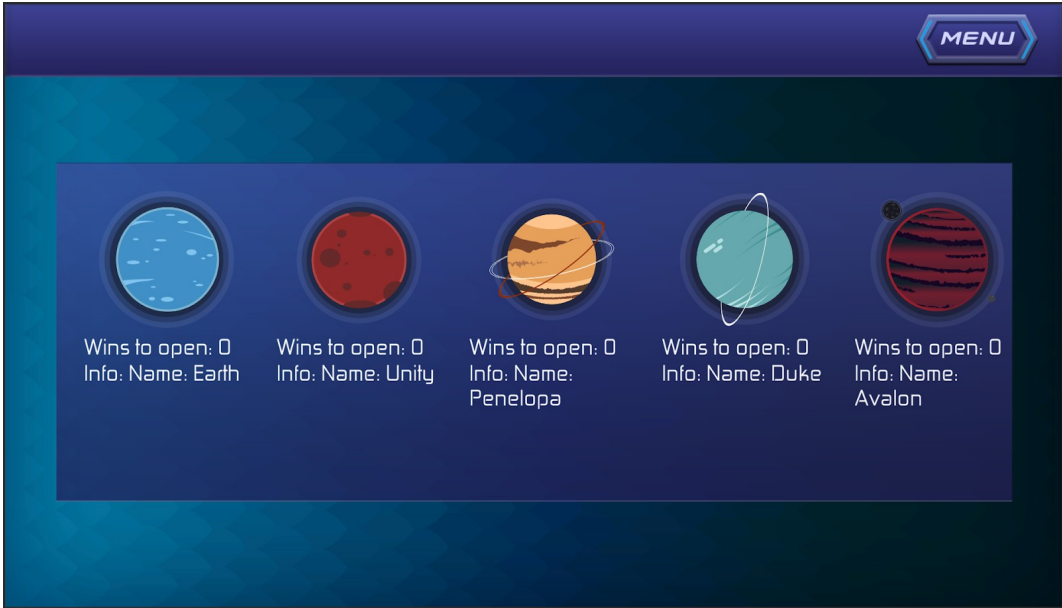 MENU
Wins to open: 0
Info: Name: Earth
Wins to open: 0
Info: Name: Unity
Wins to open: 0
Info: Name:
Penelopa
Wins to open: 0
Info: Name: Duke
Wins to open: 0
Info: Name:
Avalon